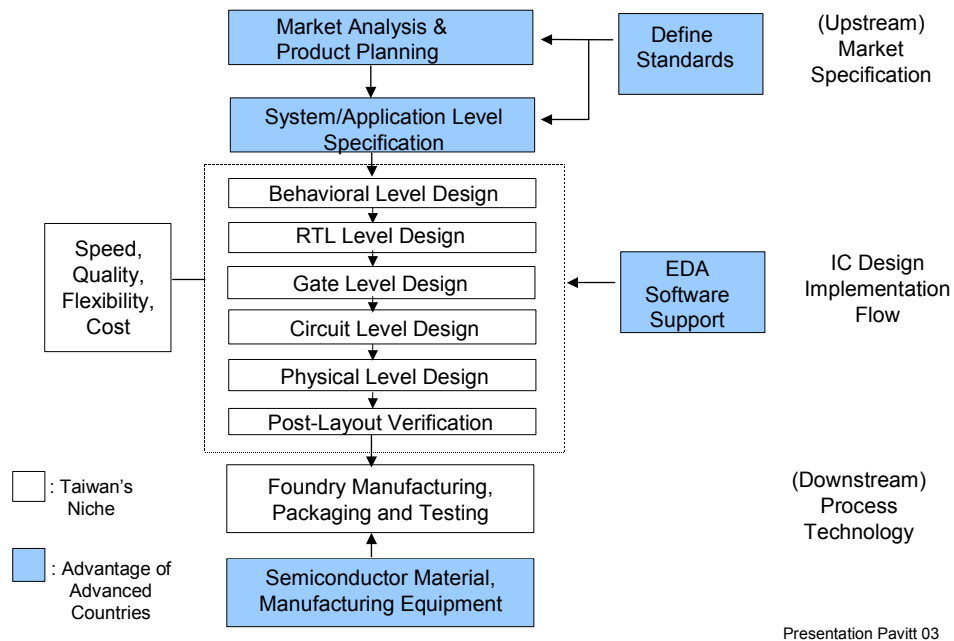 Market Analysis &
Product Planning
Define
Standards
(Upstream)
Market
Specification
System/Application Level
Specification
Behavioral Level Design
RTL Level Design
Gate Level Design
Circuit Level Design
Physical Level Design
Post-Layout Verification
Speed,
Quality,
Flexibility,
Cost
EDA
Software
Support
IC Design
Implementation
Flow
: Taiwan's
Niche
Foundry Manufacturing,
Packaging and Testing
(Downstream)
Process
Technology
: Advantage of
Advanced
Countries
Semiconductor Material,
Manufacturing Equipment
Presentation Pavitt 03